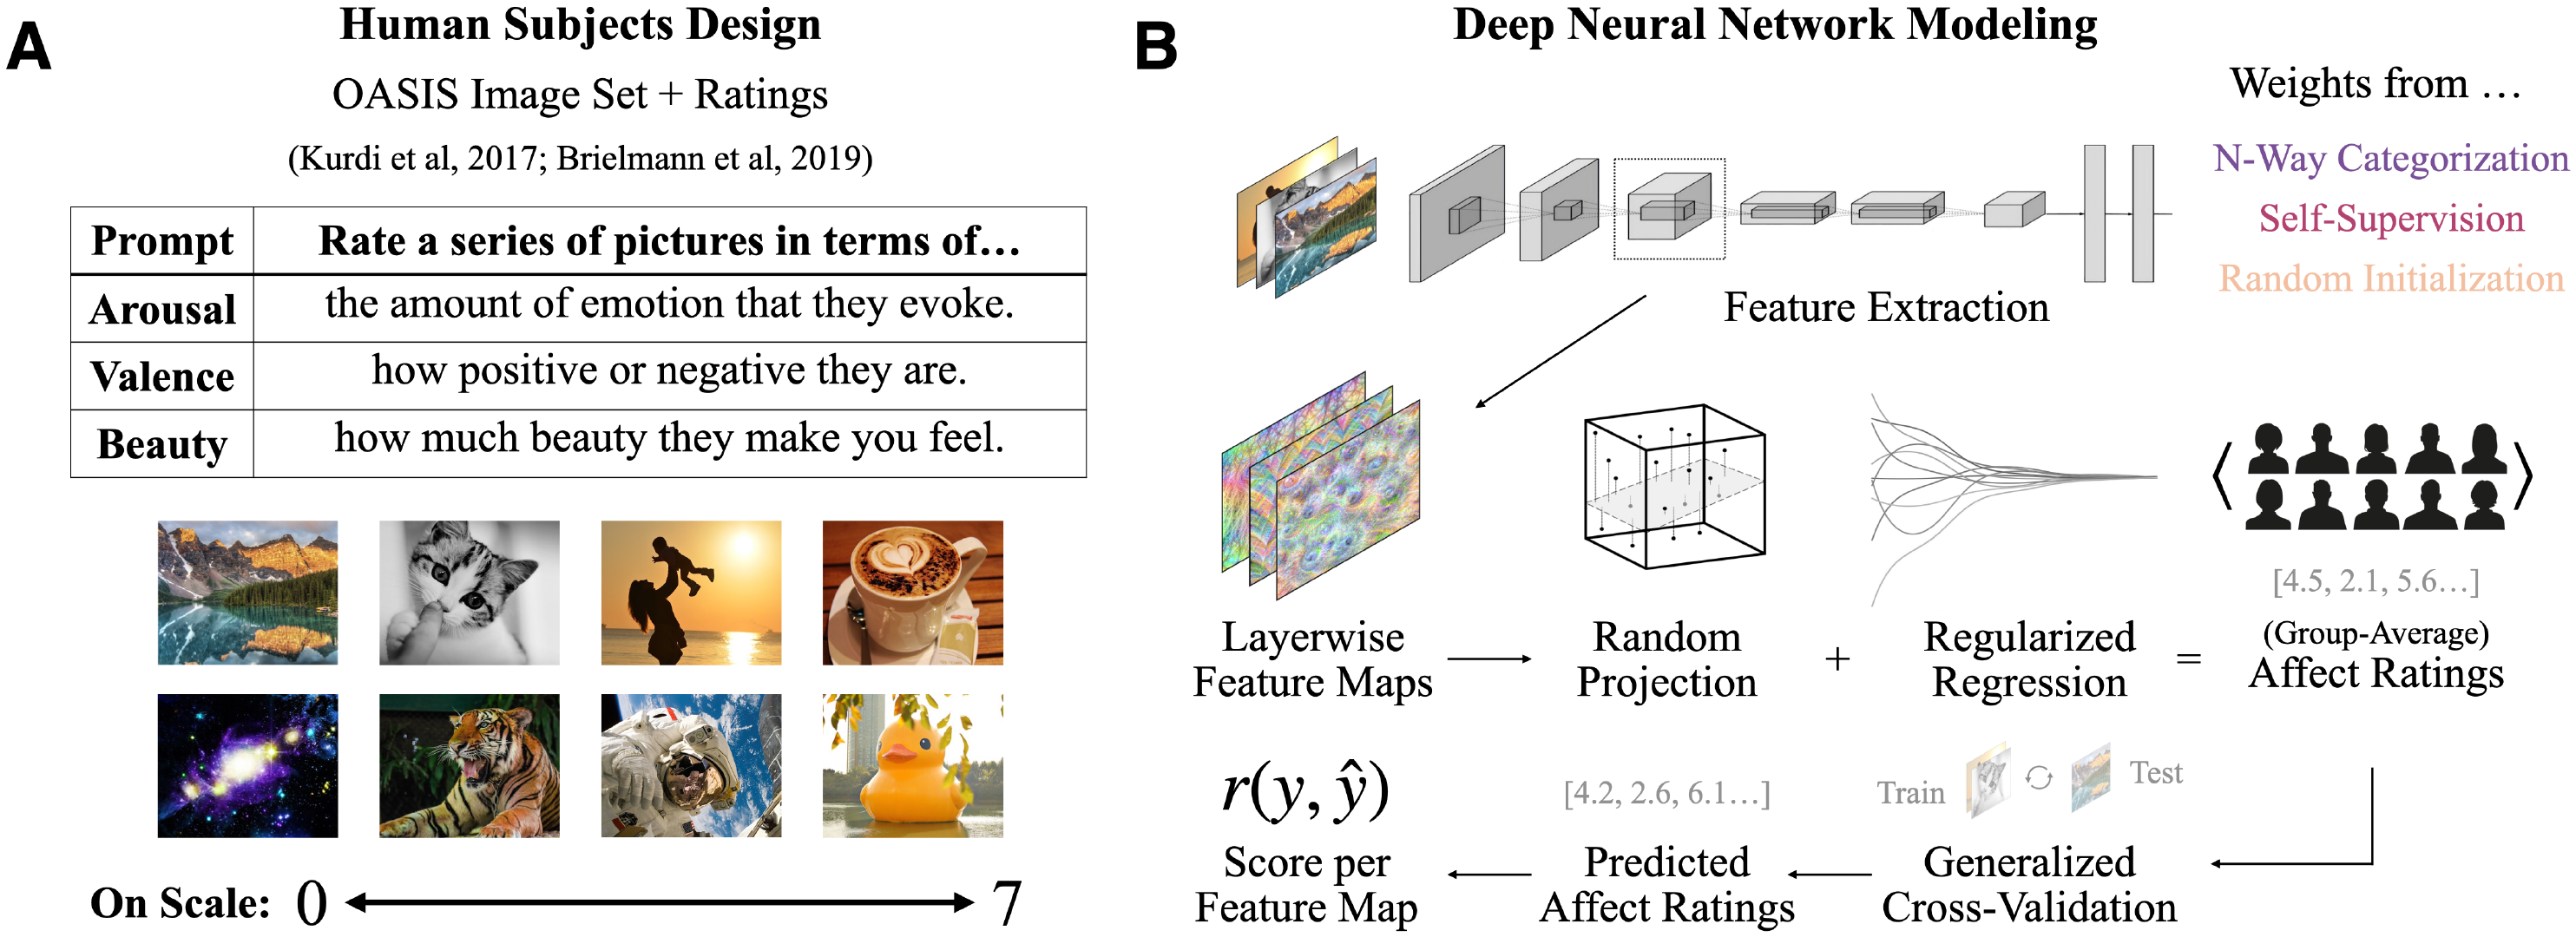 A
Human Subjects Design
OASIS Image Set + Ratings
(Kurdi et al, 2017; Brielmann et al, 2019)
Prompt Rate a series of pictures in terms of…
Arousal the amount of emotion that they evoke.
Valence how positive or negative they are.
Beauty how much beauty they make you feel.
On Scale: 0 7
B
Deep Neural Network Modeling
Weights from …
N-Way Categorization
Self-Supervision
Random Initialization
Feature Extraction
Layerwise
Feature Maps
Random
Projection
+
Regularized
Regression
=
[4.5, 2.1, 5.6…]
(Group-Average)
Affect Ratings
Train Test
Generalized
Cross-Validation
[4.2, 2.6, 6.1…]
Predicted
Affect Ratings
r(y, ŷ)
Score per
Feature Map